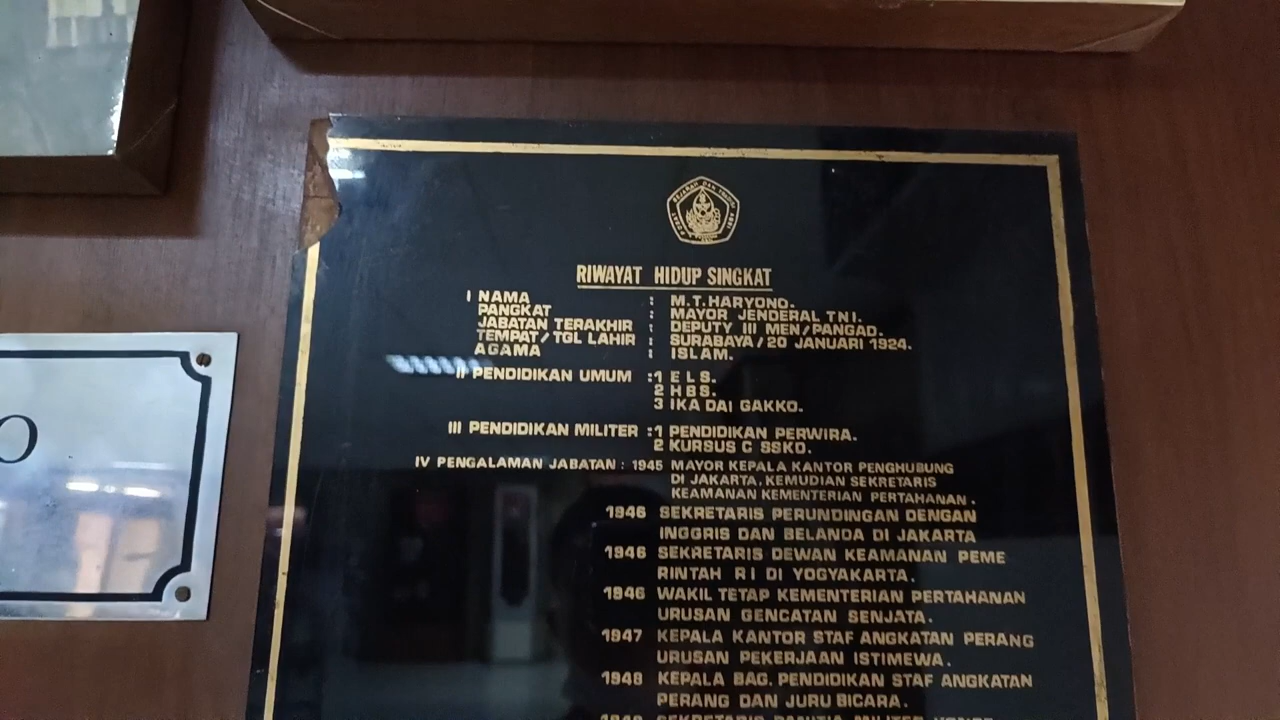 RIWAYAT HIDUP SINGKAT
I NAMA : M.T.HARYONO.
PANGKAT : MAYOR JENDERAL TNI.
JABATAN TERAKHIR : DEPUTY III MEN/PANGAD.
TEMPAT/TGL LAHIR : SURABAYA/20 JANUARI 1924.
AGAMA : ISLAM.
II PENDIDIKAN UMUM :1 E L S.
2 HBS.
3 IKA DAI GAKKO.
III PENDIDIKAN MILITER :1 PENDIDIKAN PERWIRA.
2 KURSUS C SSKD.
IV PENGALAMAN JABATAN : 1945 MAYOR KEPALA KANTOR PENGHUBUNG
DI JAKARTA, KEMUDIAN SEKRETARIS
KEAMANAN KEMENTERIAN PERTAHANAN.
1946 SEKRETARIS PERUNDINGAN DENGAN
INGGRIS DAN BELANDA DI JAKARTA
1946 SEKRETARIS DEWAN KEAMANAN PEME
RINTAH R I DI YOGYAKARTA.
1946 WAKIL TETAP KEMENTERIAN PERTAHANAN
URUSAN GENCATAN SENJATA.
1947 KEPALA KANTOR STAF ANGKATAN PERANG
URUSAN PEKERJAAN ISTIMEWA.
1948 KEPALA BAG. PENDIDIKAN STAF ANGKATAN
PERANG DAN JURU BICARA.
O